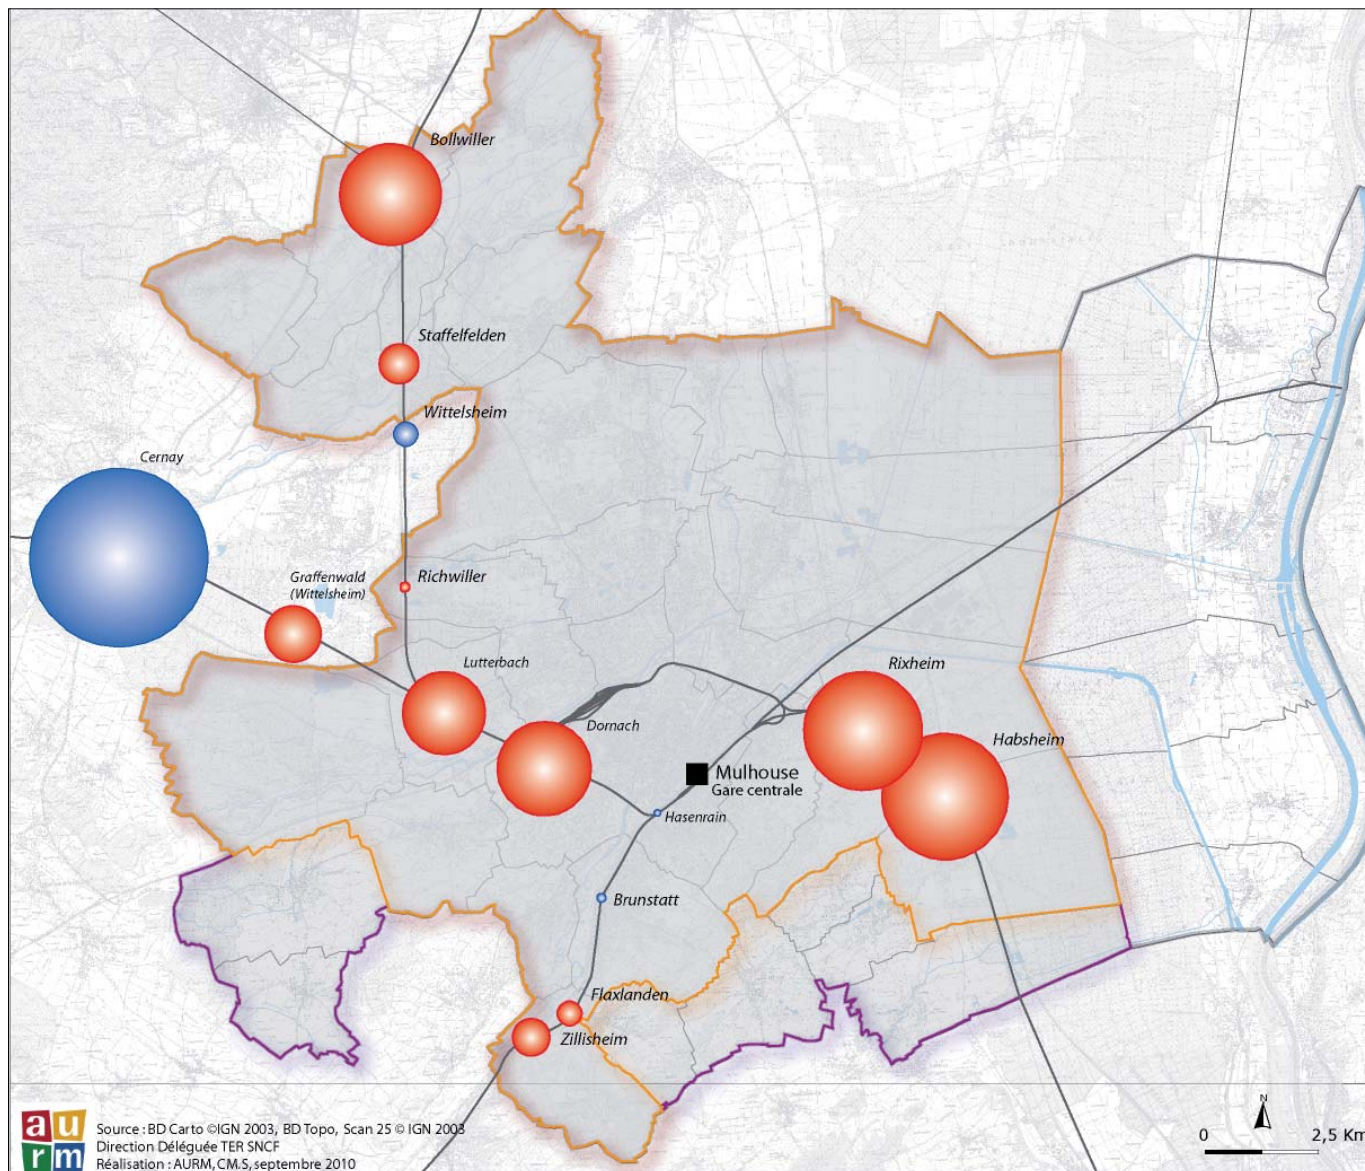 Bollwiller
Staffelfelden
Wittelsheim
Cernay
Graffenwald
(Wittelsheim)
Richwiller
Lutterbach
Rixheim
Dornach
Habsheim
Mulhouse
Gare centrale
Hasenrain
Brunstatt
Flaxlanden
Zillisheim
N
0 2,5 Km
au
rm
Source : BD Carto ©IGN 2003, BD Topo, Scan 25 © IGN 2003
Direction Déléguée TER SNCF
Réalisation : AURM, CM.S, septembre 2010